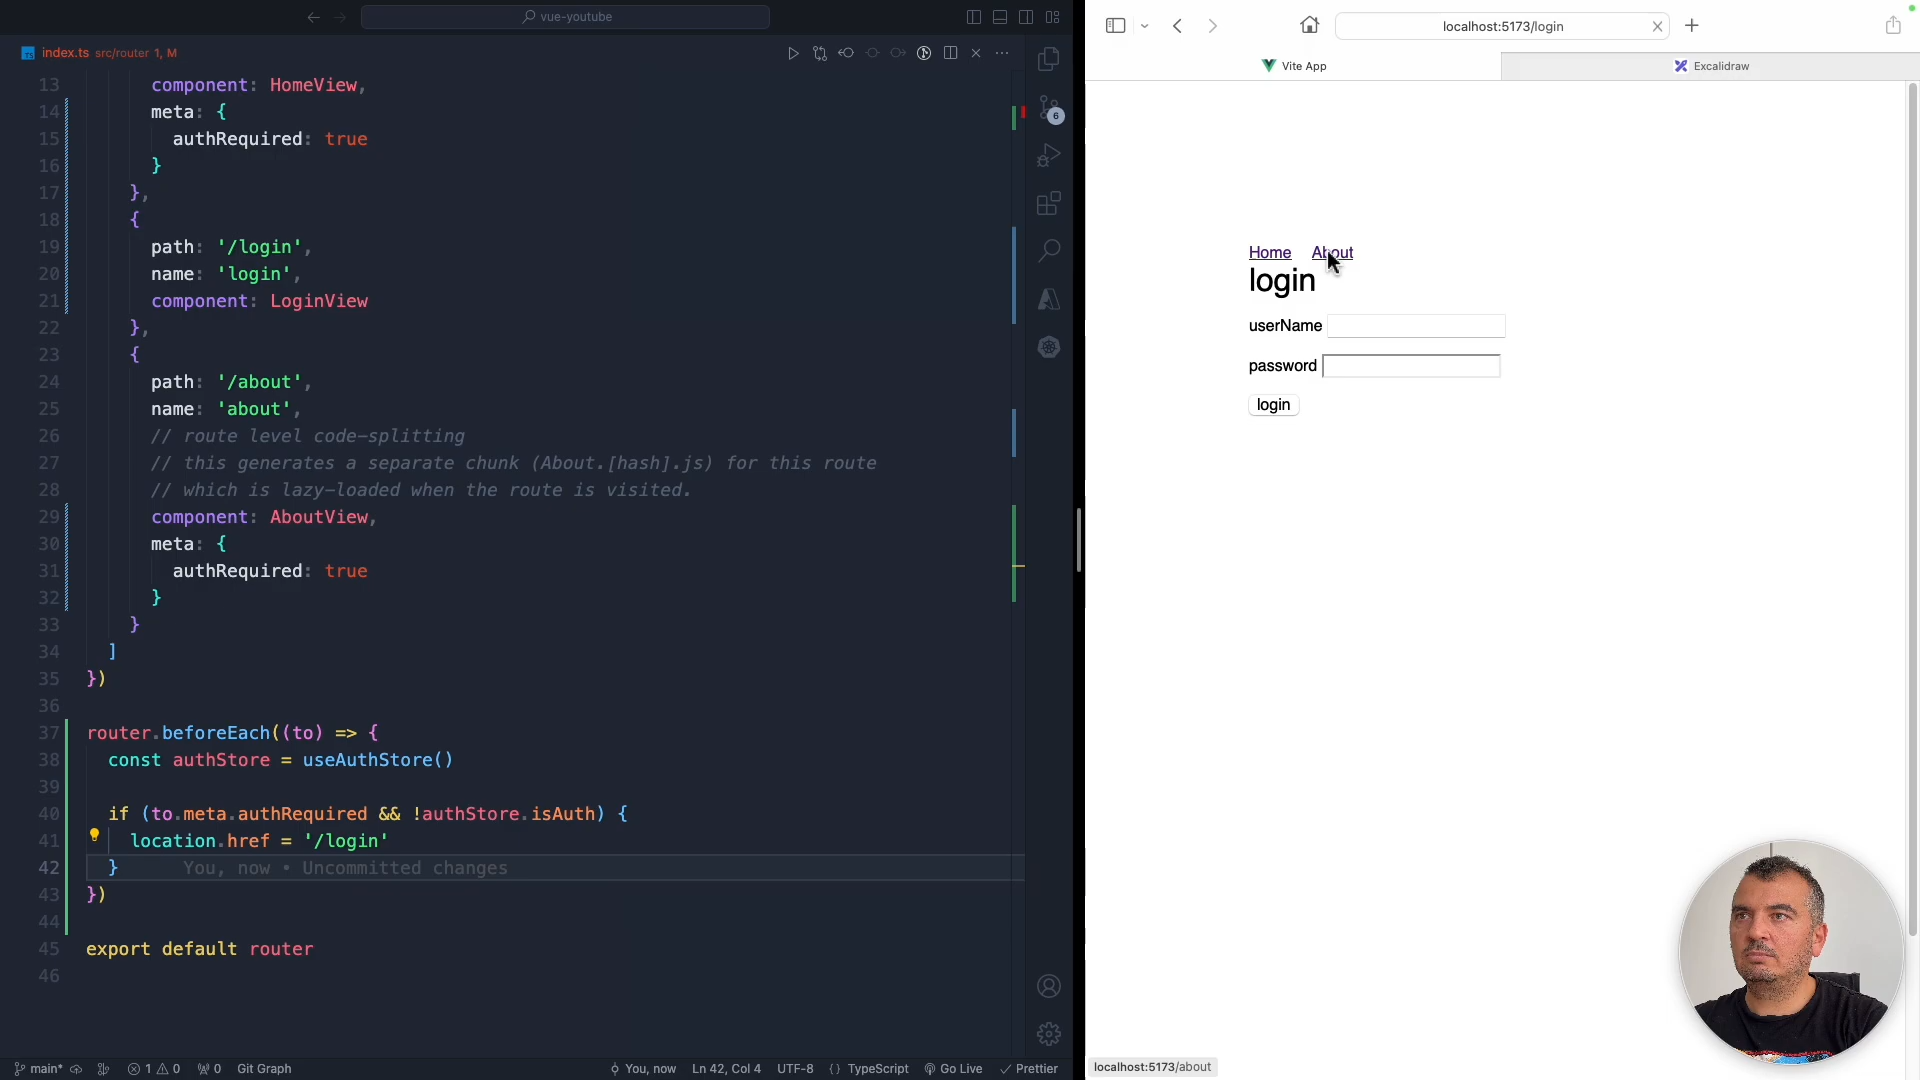 vue-youtube
index.ts src/router 1, M
13 component: HomeView,
14 meta: {
15 authRequired: true
16 }
17 },
18 {
19 path: '/login',
20 name: 'login',
21 component: LoginView
22 },
23 {
24 path: '/about',
25 name: 'about',
26 // route level code-splitting
27 // this generates a separate chunk (About.[hash].js) for this route
28 // which is lazy-loaded when the route is visited.
29 component: AboutView,
30 meta: {
31 authRequired: true
32 }
33 }
34 ]
35 })
36
37 router.beforeEach((to) => {
38 const authStore = useAuthStore()
39
40 if (to.meta.authRequired && !authStore.isAuth) {
41 location.href = '/login'
42 } You, now • Uncommitted changes
43 })
44
45 export default router
46
6
main* 1 0 0 Git Graph You, now Ln 42, Col 4 UTF-8 {} TypeScript Go Live Prettier
localhost:5173/login
Vite App Excalidraw
Home About
login
userName
password
login
localhost:5173/about